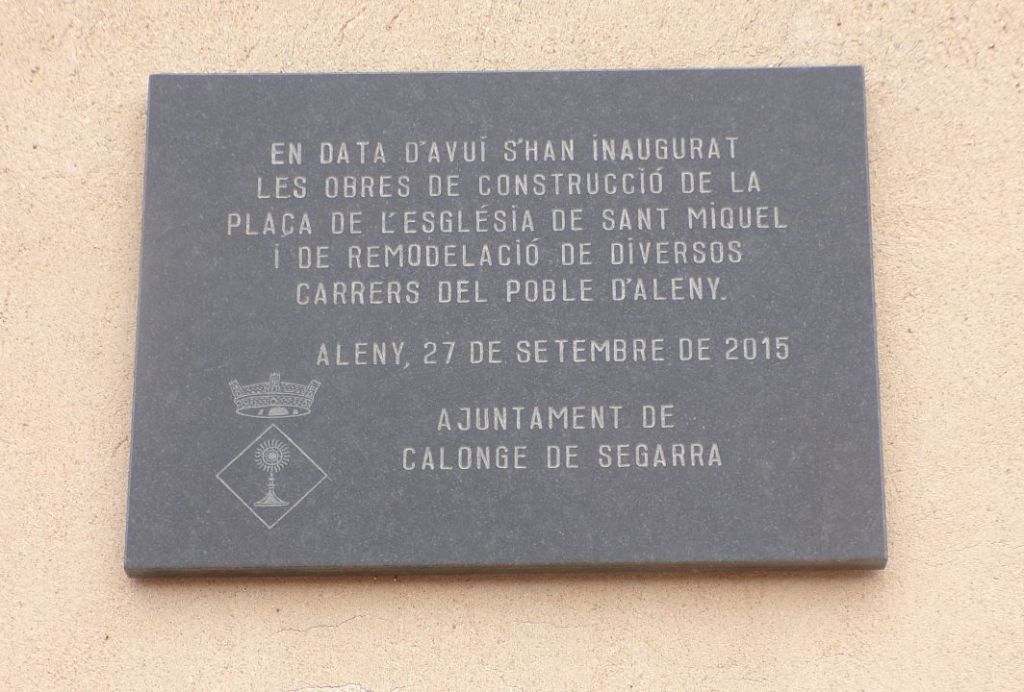 EN DATA D'AVUI S'HAN INAUGURAT
LES OBRES DE CONSTRUCCIÓ DE LA
PLAÇA DE L'ESGLÉSIA DE SANT MIQUEL
I DE REMODELACIÓ DE DIVERSOS
CARRERS DEL POBLE D'ALENY.
ALENY, 27 DE SETEMBRE DE 2015
AJUNTAMENT DE
CALONGE DE SEGARRA